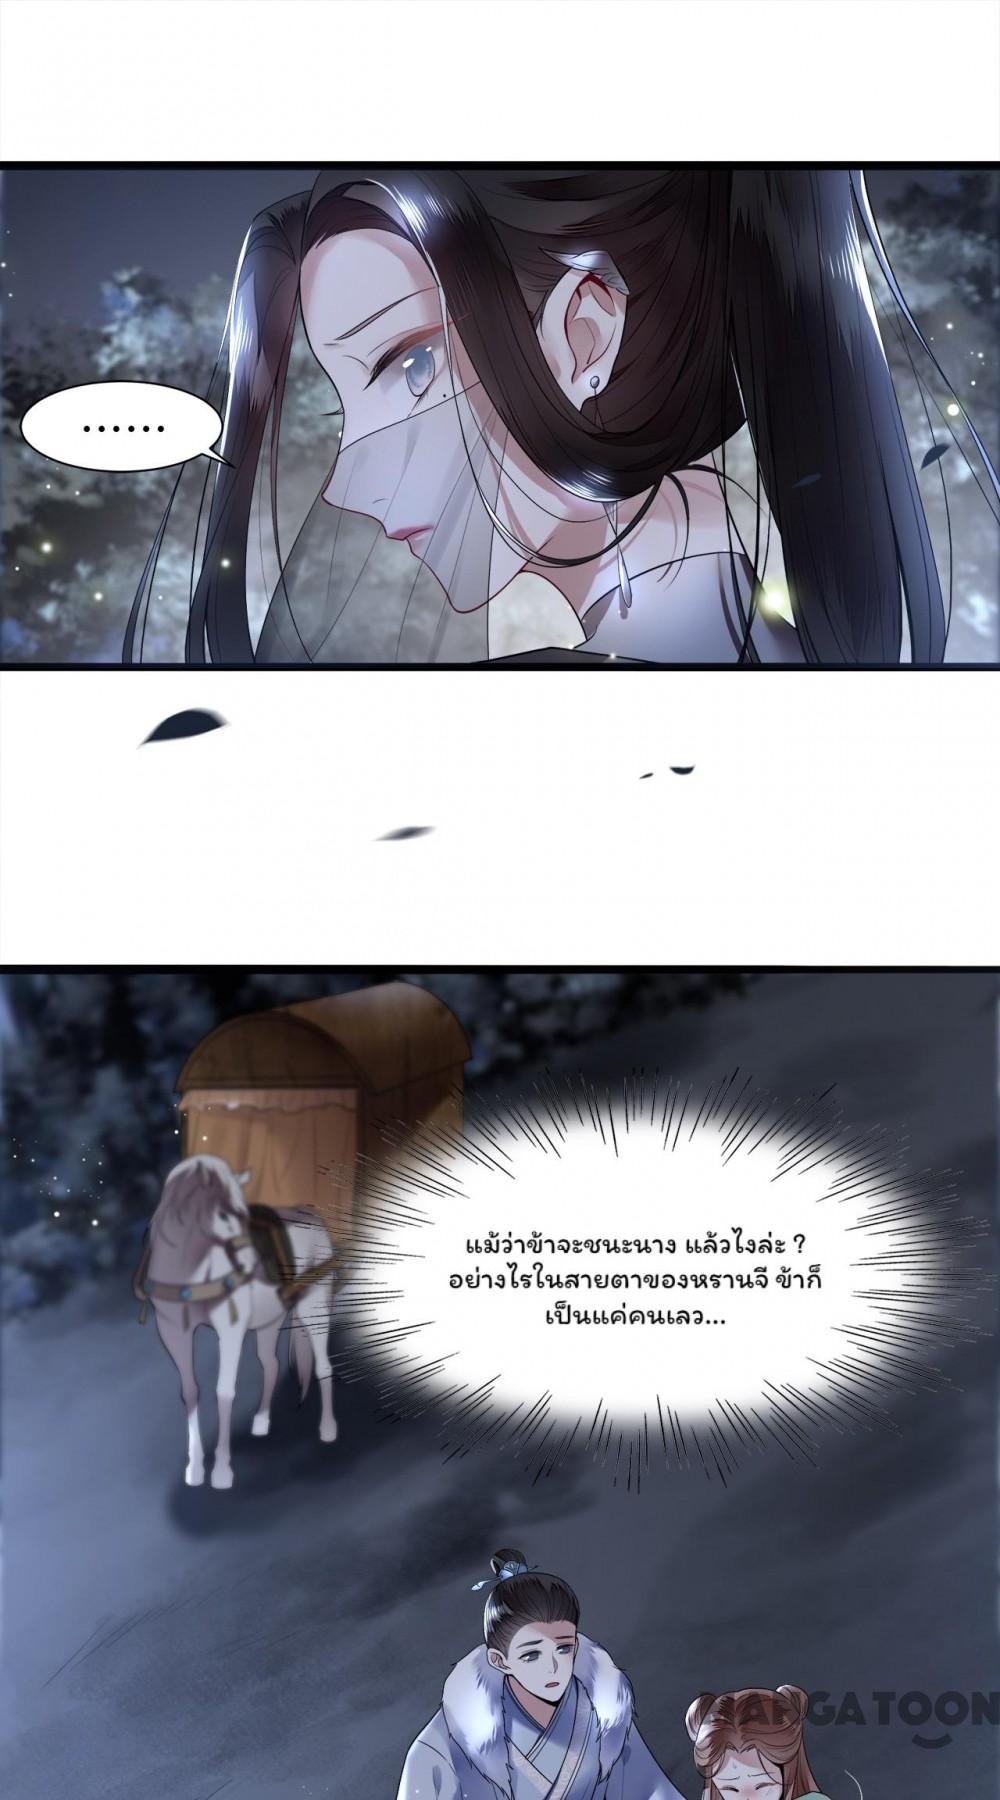 ......
แม้ว่าข้าจะชนะนาง แล้วไงล่ะ ?
อย่างไรในสายตาของหรานจี ข้าก็
เป็นแค่คนเลว...
MANGATOON